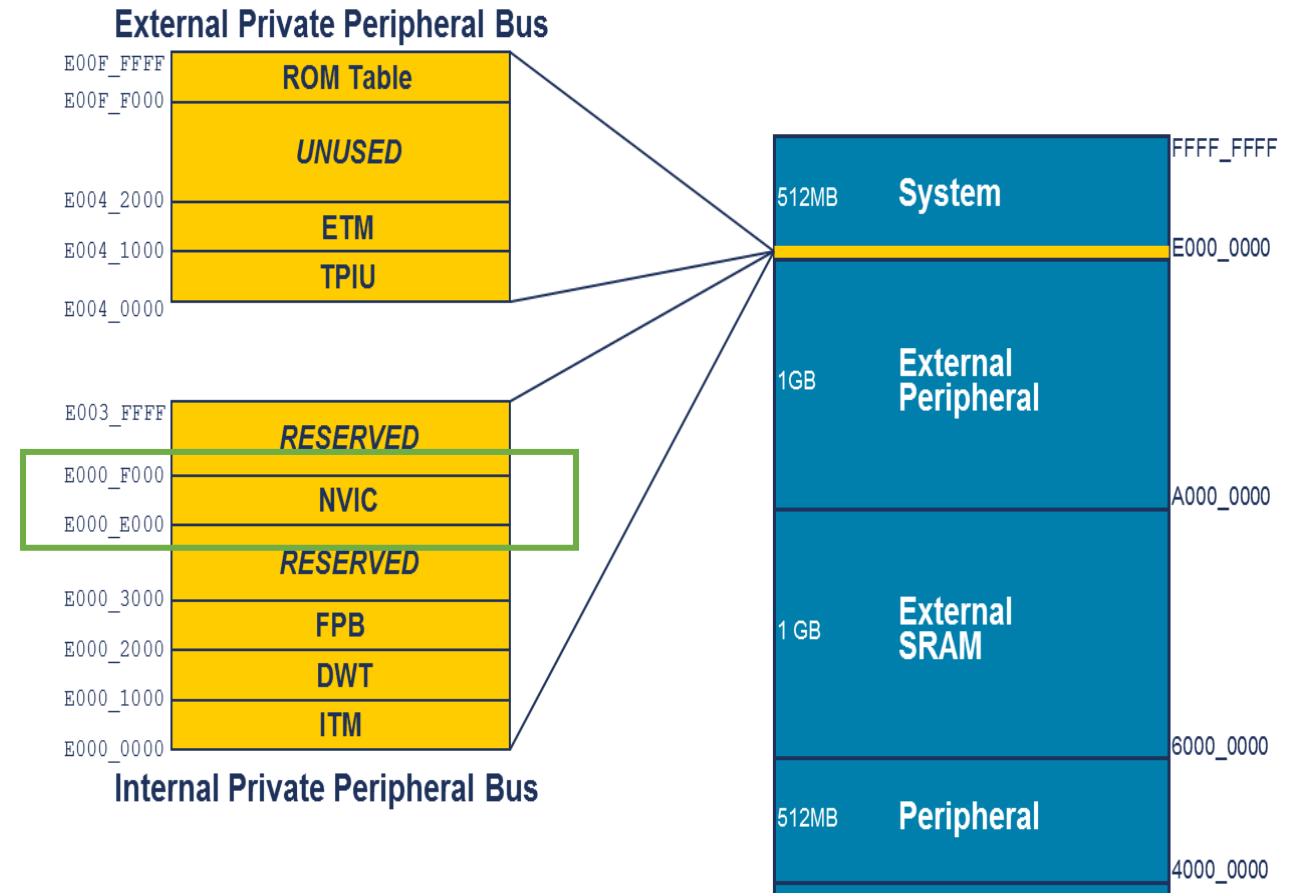 External Private Peripheral Bus
E00F_FFFF
ROM Table
E00F_F000
UNUSED
E004_2000
ETM
E004_1000
TPIU
E004_0000
E003_FFFF
RESERVED
E000_F000
NVIC
E000_E000
RESERVED
E000_3000
FPB
E000_2000
DWT
E000_1000
ITM
E000_0000
Internal Private Peripheral Bus
FFFF_FFFF
512MB System
E000_0000
External
1GB Peripheral
A000_0000
External
1 GB SRAM
6000_0000
512MB Peripheral
4000_0000